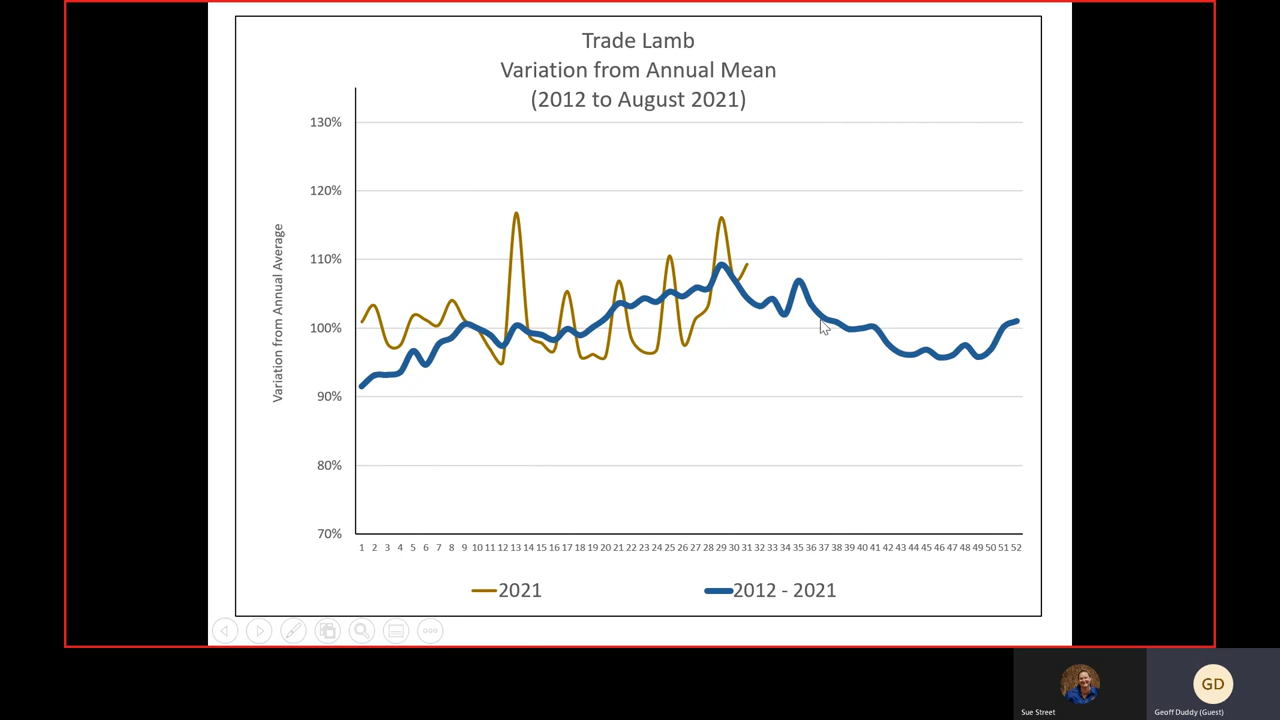 Trade Lamb
Variation from Annual Mean
(2012 to August 2021)
130%
120%
110%
100%
90%
80%
70%
Variation from Annual Average
1 2 3 4 5 6 7 8 9 10 11 12 13 14 15 16 17 18 19 20 21 22 23 24 25 26 27 28 29 30 31 32 33 34 35 36 37 38 39 40 41 42 43 44 45 46 47 48 49 50 51 52
2021 2012 - 2021
GD
Sue Street Geoff Duddy (Guest)